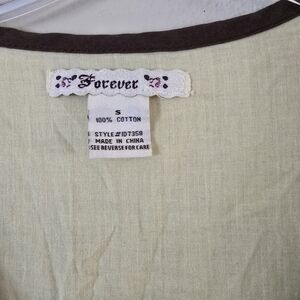 Forever
S
100% COTTON
STYLE#ID7358
MADE IN CHINA
SEE REVERSE FOR CARE